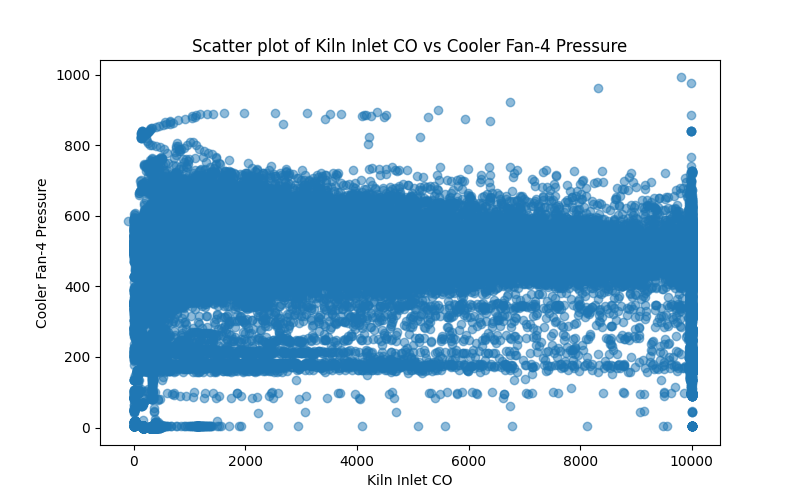 Scatter plot of Kiln Inlet CO vs Cooler Fan-4 Pressure
1000
800
600
400
200
0
Cooler Fan-4 Pressure
0 2000 4000 6000 8000 10000
Kiln Inlet CO